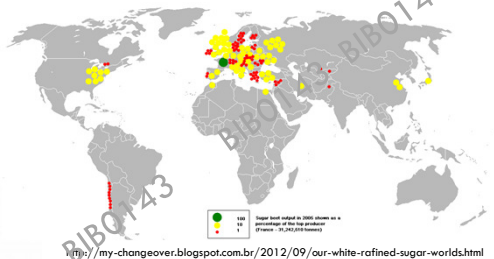 BIBO143
BIBO143
BIBO143
100
10
1
Sugar beet output in 2005 shown as a
percentage of the top producer
(France - 31,242,610 tonnes)
http://my-changeover.blogspot.com.br/2012/09/our-white-rafined-sugar-worlds.html